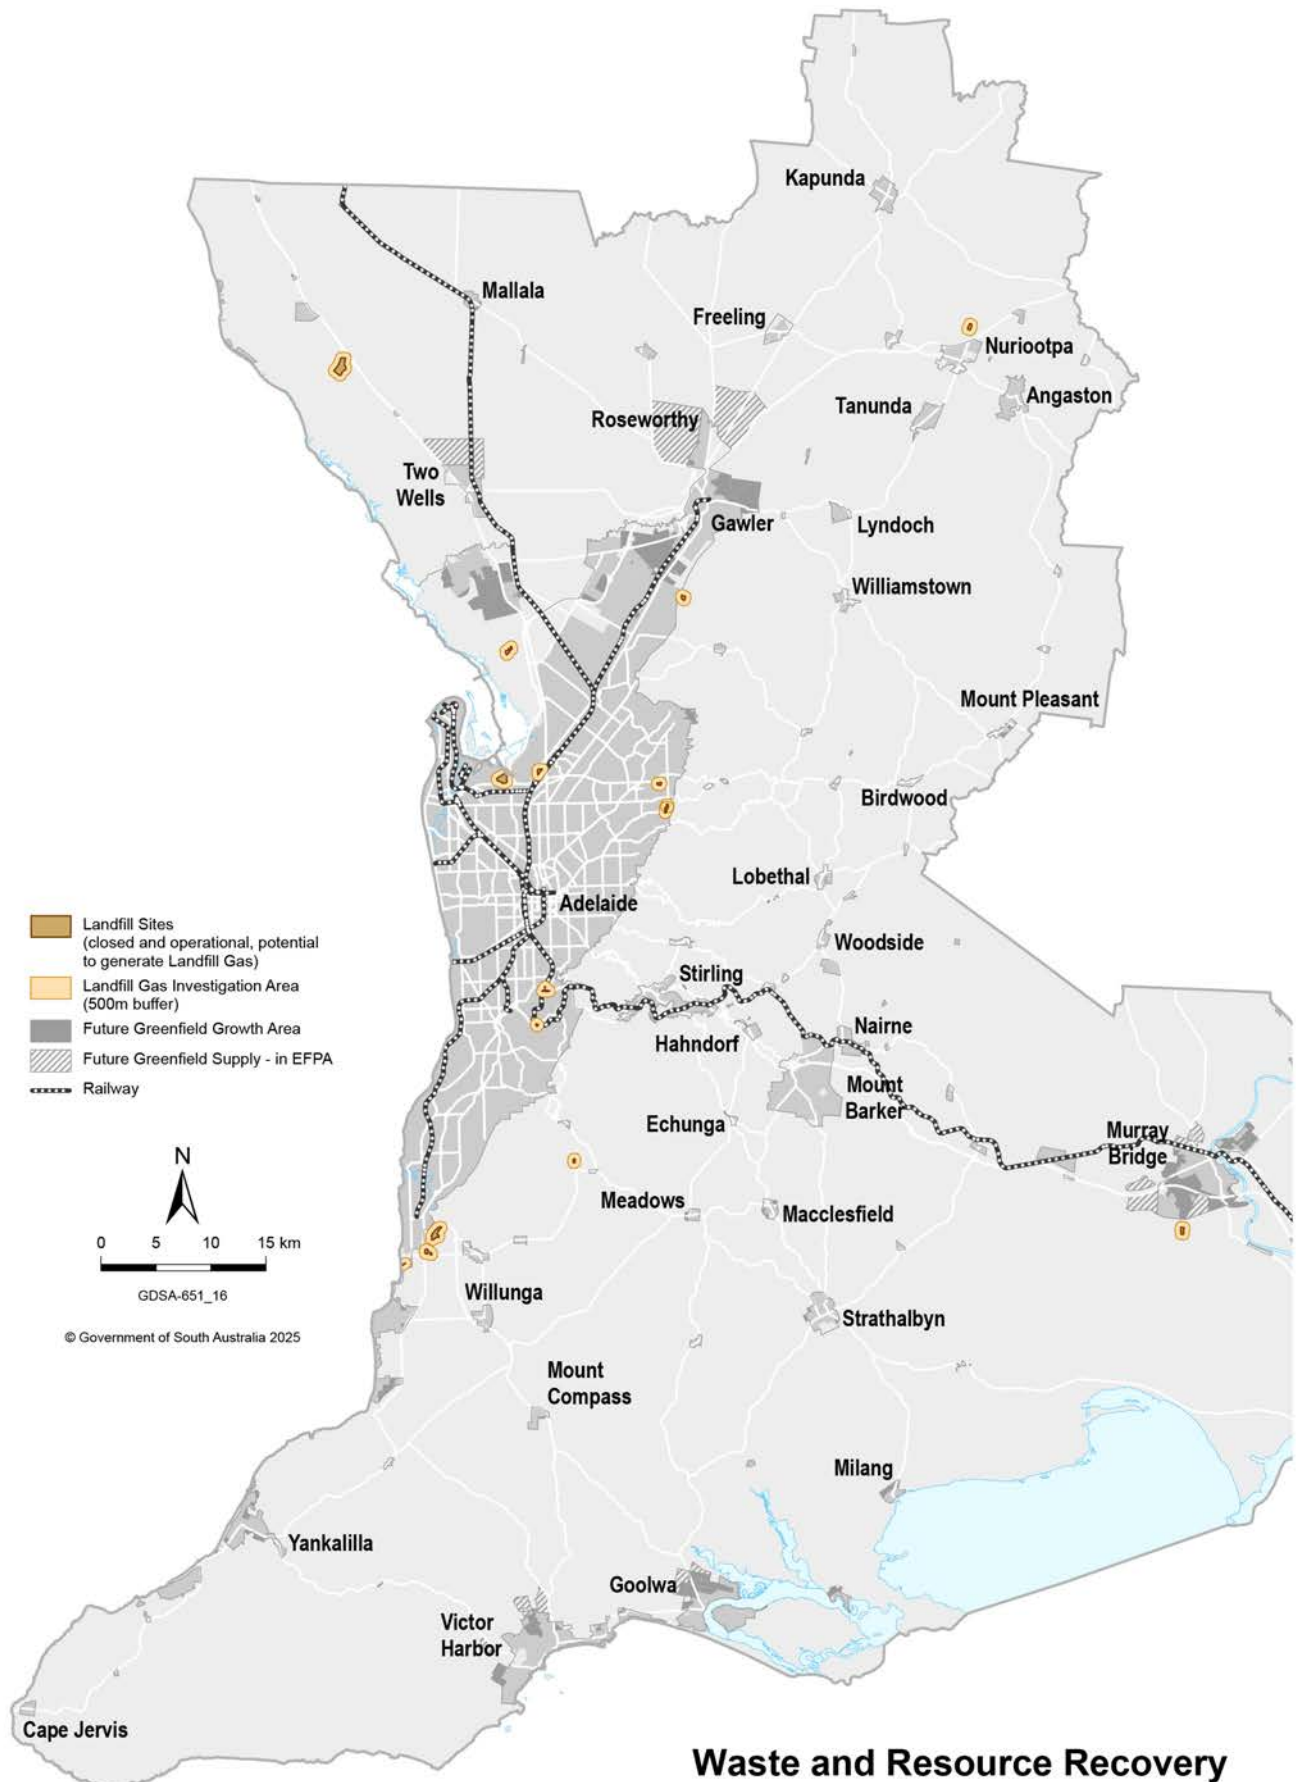 Kapunda
Mallala
Freeling
Nuriootpa
Angaston
Tanunda
Roseworthy
Two
Wells
Gawler
Lyndoch
Williamstown
Mount Pleasant
Birdwood
Lobethal
Adelaide
Woodside
Stirling
Hahndorf
Nairne
Mount
Barker
Echunga
Murray
Bridge
Meadows
Macclesfield
Willunga
Strathalbyn
Mount
Compass
Milang
Yankalilla
Goolwa
Victor
Harbor
Cape Jervis
Landfill Sites
(closed and operational, potential
to generate Landfill Gas)
Landfill Gas Investigation Area
(500m buffer)
Future Greenfield Growth Area
Future Greenfield Supply - in EFPA
Railway
N
0 5 10 15 km
GDSA-651_16
© Government of South Australia 2025
Waste and Resource Recovery